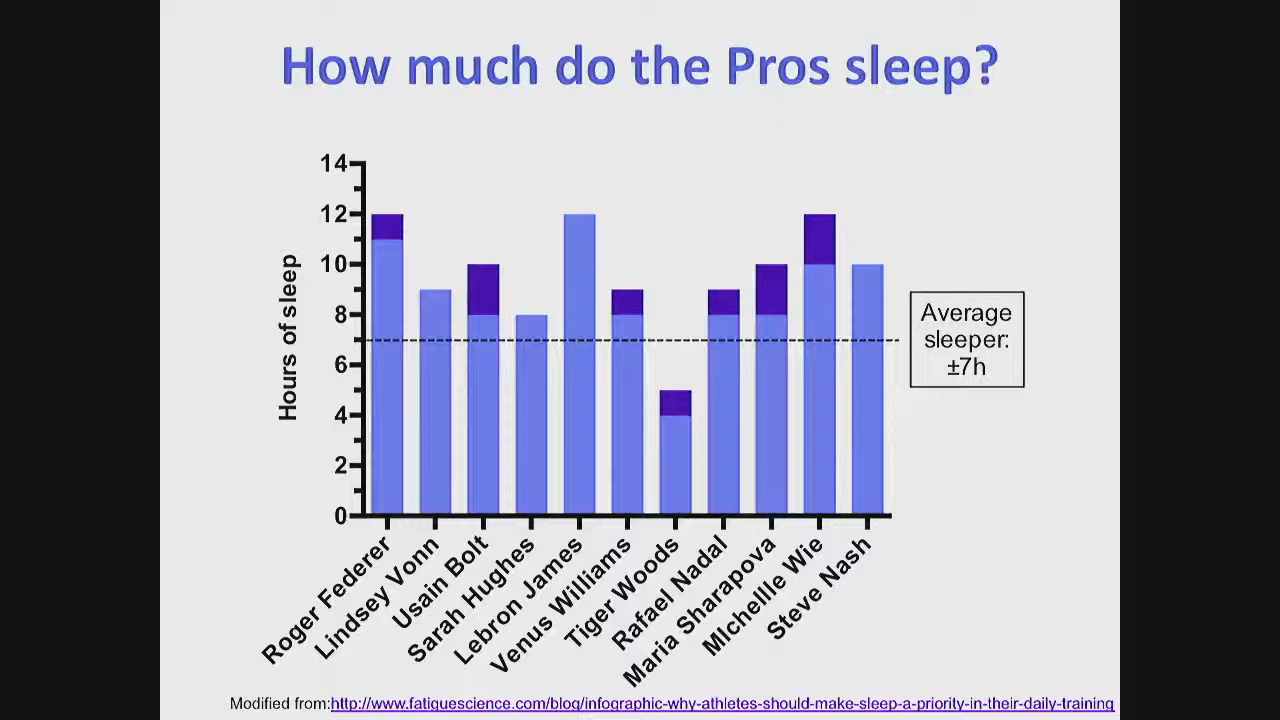 How much do the Pros sleep?
14
12
10
8
6
4
2
0
Hours of sleep
Average
sleeper:
±7h
Roger Federer
Lindsey Vonn
Usain Bolt
Sarah Hughes
Lebron James
Venus Williams
Tiger Woods
Rafael Nadal
Maria Sharapova
MIchellle Wie
Steve Nash
Modified from:http://www.fatiguescience.com/blog/infographic-why-athletes-should-make-sleep-a-priority-in-their-daily-training